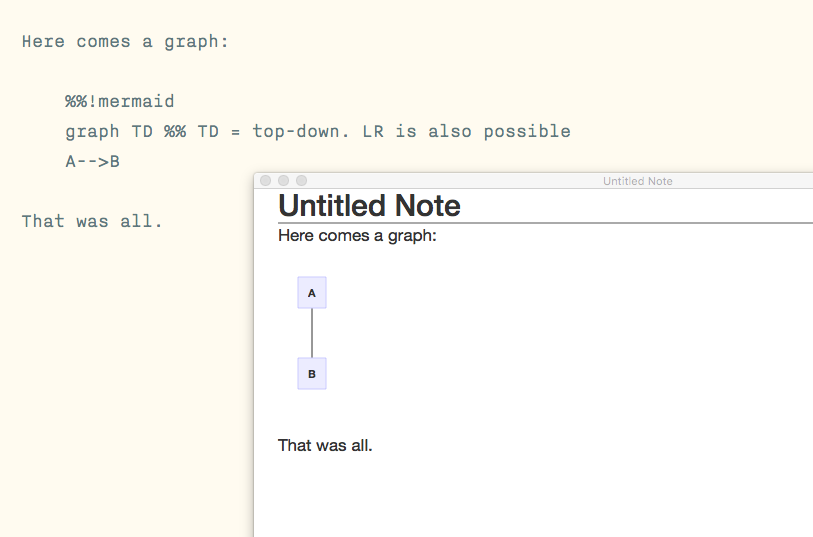 Here comes a graph:
%%!mermaid
graph TD %% TD = top-down. LR is also possible
A-->B
That was all.
Untitled Note
Untitled Note
Here comes a graph:
A
B
That was all.